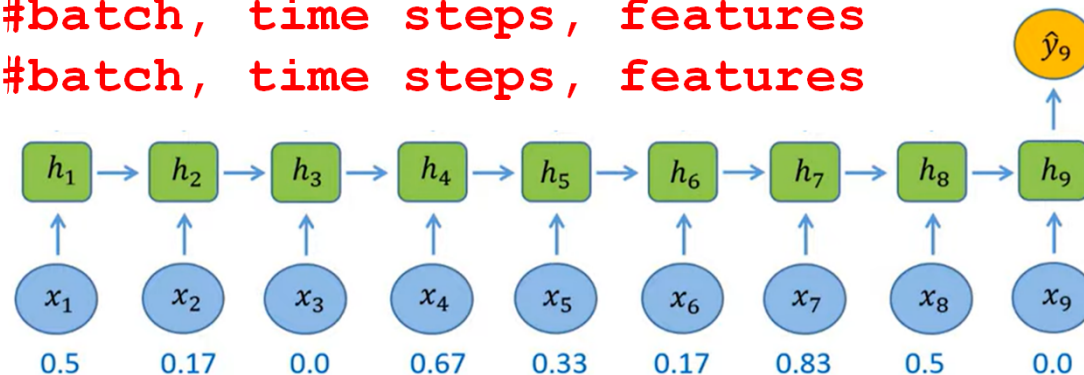 #batch, time steps, features
#batch, time steps, features
ŷ₉
h₁ h₂ h₃ h₄ h₅ h₆ h₇ h₈ h₉
x₁ x₂ x₃ x₄ x₅ x₆ x₇ x₈ x₉
0.5 0.17 0.0 0.67 0.33 0.17 0.83 0.5 0.0